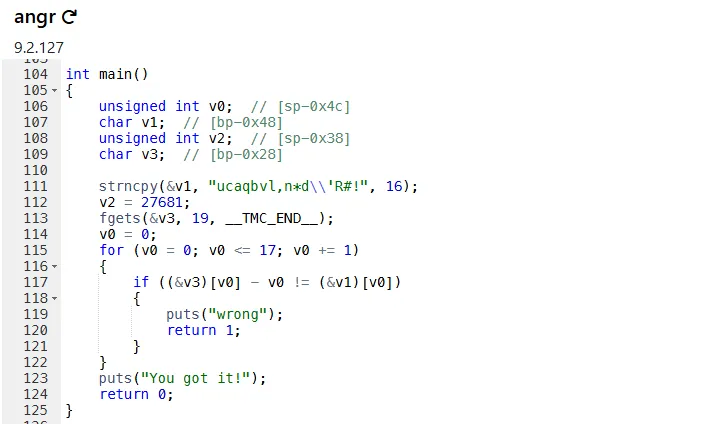 angr
9.2.127
103
104 int main()
105 {
106 unsigned int v0; // [sp-0x4c]
107 char v1; // [bp-0x48]
108 unsigned int v2; // [sp-0x38]
109 char v3; // [bp-0x28]
110
111 strncpy(&v1, "ucaqbvl,n*d\\'R#!", 16);
112 v2 = 27681;
113 fgets(&v3, 19, __TMC_END__);
114 v0 = 0;
115 for (v0 = 0; v0 <= 17; v0 += 1)
116 {
117 if ((&v3)[v0] - v0 != (&v1)[v0])
118 {
119 puts("wrong");
120 return 1;
121 }
122 }
123 puts("You got it!");
124 return 0;
125 }